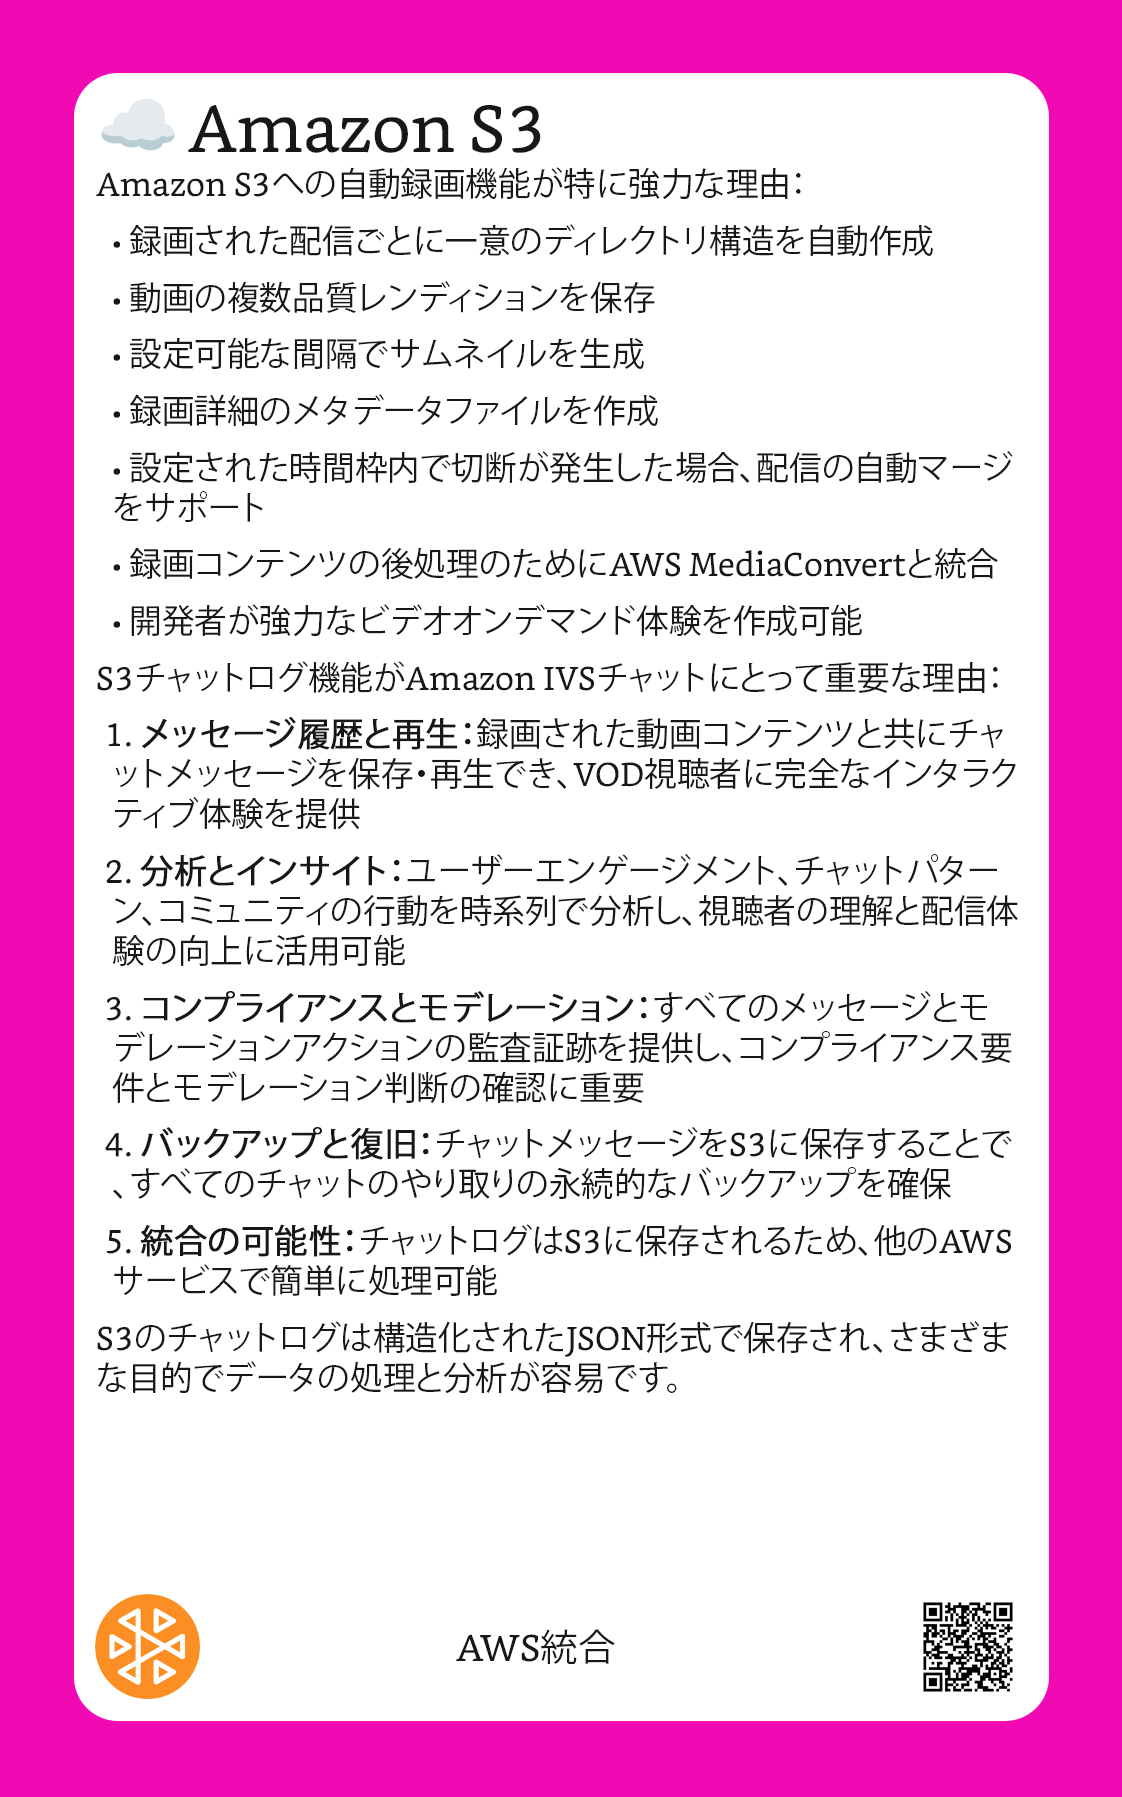 Amazon S3
Amazon S3への自動録画機能が特に強力な理由：
• 録画された配信ごとに一意のディレクトリ構造を自動作成
• 動画の複数品質レンディションを保存
• 設定可能な間隔でサムネイルを生成
• 録画詳細のメタデータファイルを作成
• 設定された時間枠内で切断が発生した場合、配信の自動マージ
をサポート
• 録画コンテンツの後処理のためにAWS MediaConvertと統合
• 開発者が強力なビデオオンデマンド体験を作成可能
S3チャットログ機能がAmazon IVSチャットにとって重要な理由：
1. メッセージ履歴と再生：録画された動画コンテンツと共にチャ
ットメッセージを保存・再生でき、VOD視聴者に完全なインタラク
ティブ体験を提供
2. 分析とインサイト：ユーザーエンゲージメント、チャットパター
ン、コミュニティの行動を時系列で分析し、視聴者の理解と配信体
験の向上に活用可能
3. コンプライアンスとモデレーション：すべてのメッセージとモ
デレーションアクションの監査証跡を提供し、コンプライアンス要
件とモデレーション判断の確認に重要
4. バックアップと復旧：チャットメッセージをS3に保存することで
、すべてのチャットのやり取りの永続的なバックアップを確保
5. 統合の可能性：チャットログはS3に保存されるため、他のAWS
サービスで簡単に処理可能
S3のチャットログは構造化されたJSON形式で保存され、さまざま
な目的でデータの処理と分析が容易です。
AWS統合